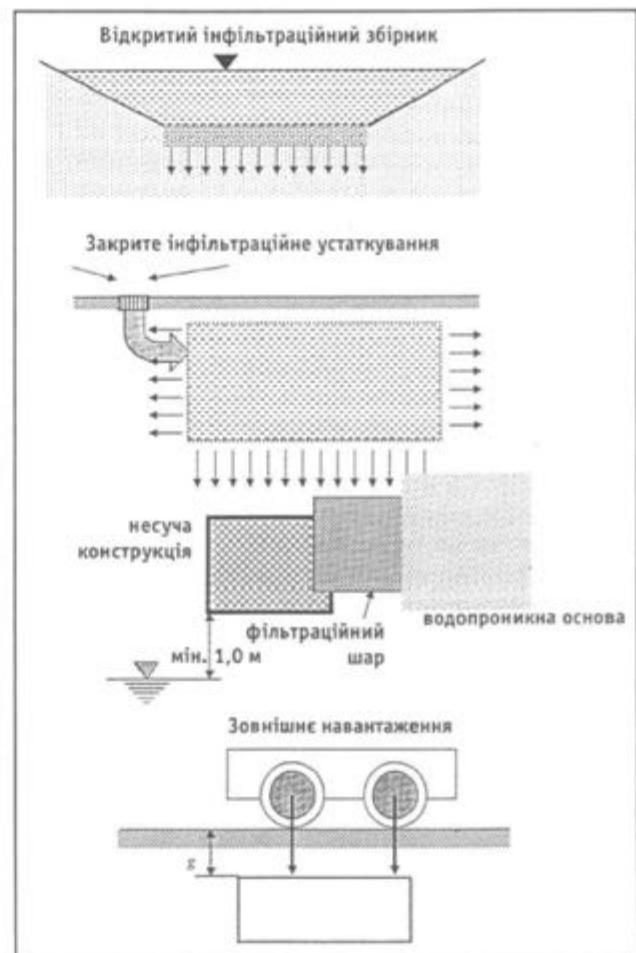 Відкритий інфільтраційний збірник
Закрите інфільтраційне устаткування
несуча
конструкція
фільтраційний
шар
водопроникна основа
мін. 1,0 м
Зовнішнє навантаження